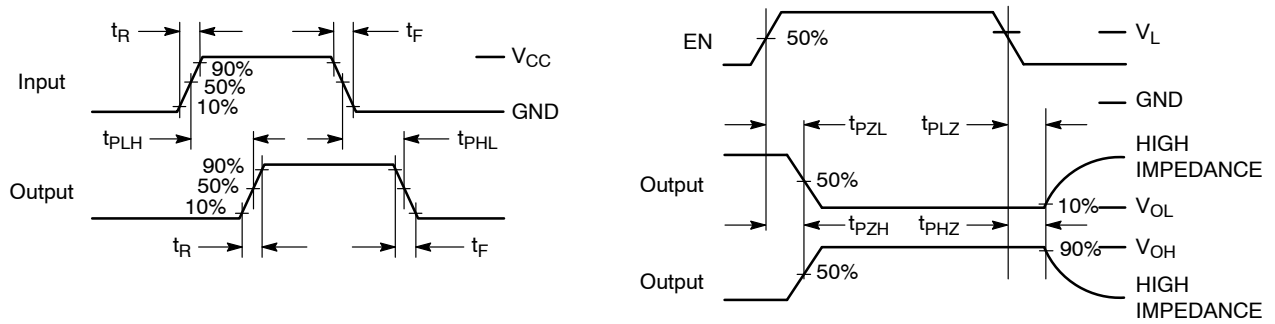 tR
tF
Input
90%
50%
10%
VCC
GND
tPLH
tPHL
Output
90%
50%
10%
tR
tF
EN
50%
VL
GND
tPZL
tPLZ
Output
50%
HIGH
IMPEDANCE
10%
VOL
tPZH
tPHZ
Output
50%
90%
VOH
HIGH
IMPEDANCE